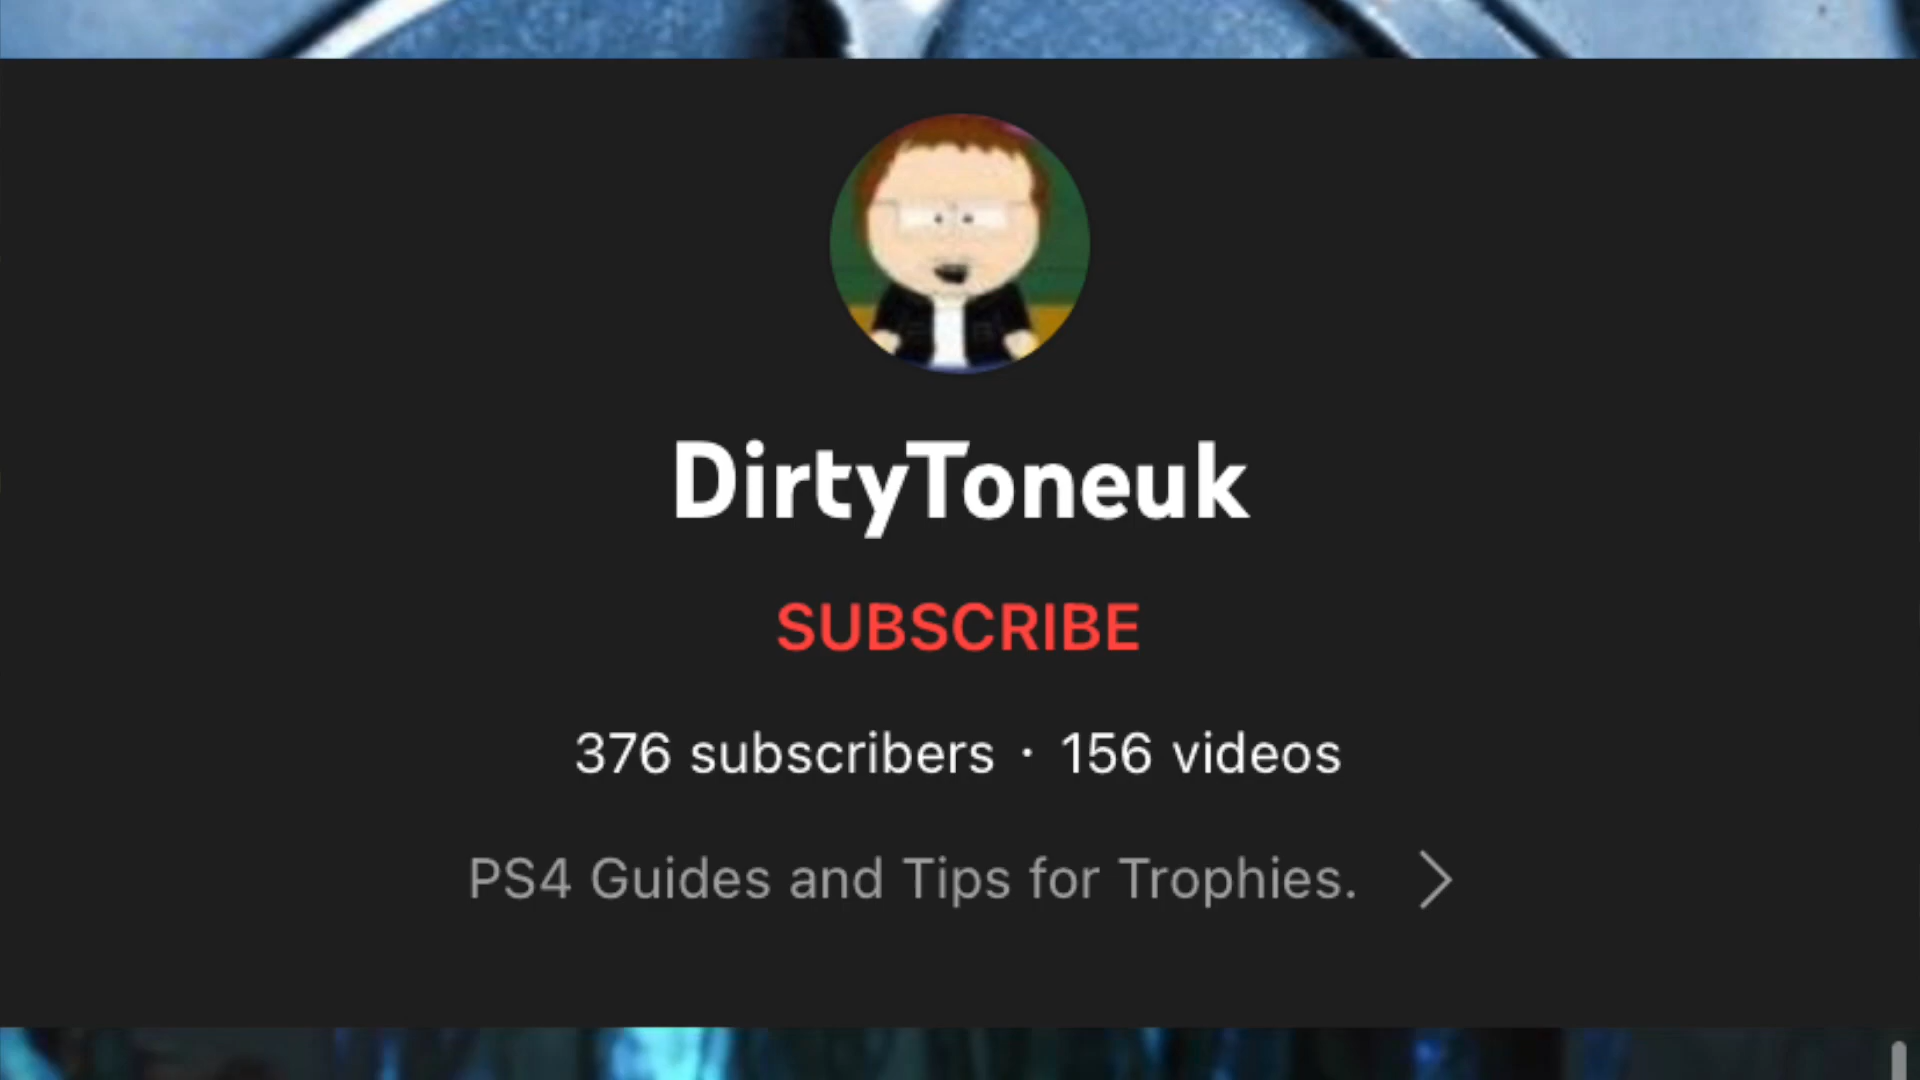 DirtyToneuk
SUBSCRIBE
376 subscribers · 156 videos
PS4 Guides and Tips for Trophies.